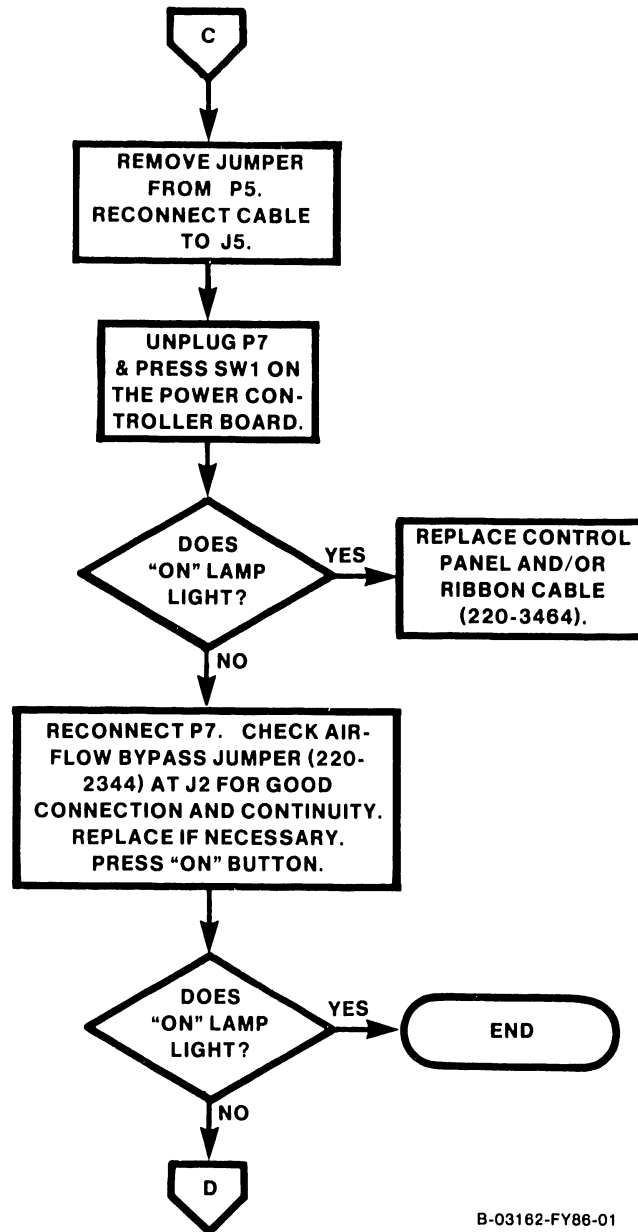 C
REMOVE JUMPER
FROM P5.
RECONNECT CABLE
TO J5.
UNPLUG P7
& PRESS SW1 ON
THE POWER CON-
TROLLER BOARD.
DOES
"ON" LAMP
LIGHT?
YES
REPLACE CONTROL
PANEL AND/OR
RIBBON CABLE
(220-3464).
NO
RECONNECT P7. CHECK AIR-
FLOW BYPASS JUMPER (220-
2344) AT J2 FOR GOOD
CONNECTION AND CONTINUITY.
REPLACE IF NECESSARY.
PRESS "ON" BUTTON.
DOES
"ON" LAMP
LIGHT?
YES
END
NO
D
B-03162-FY86-01